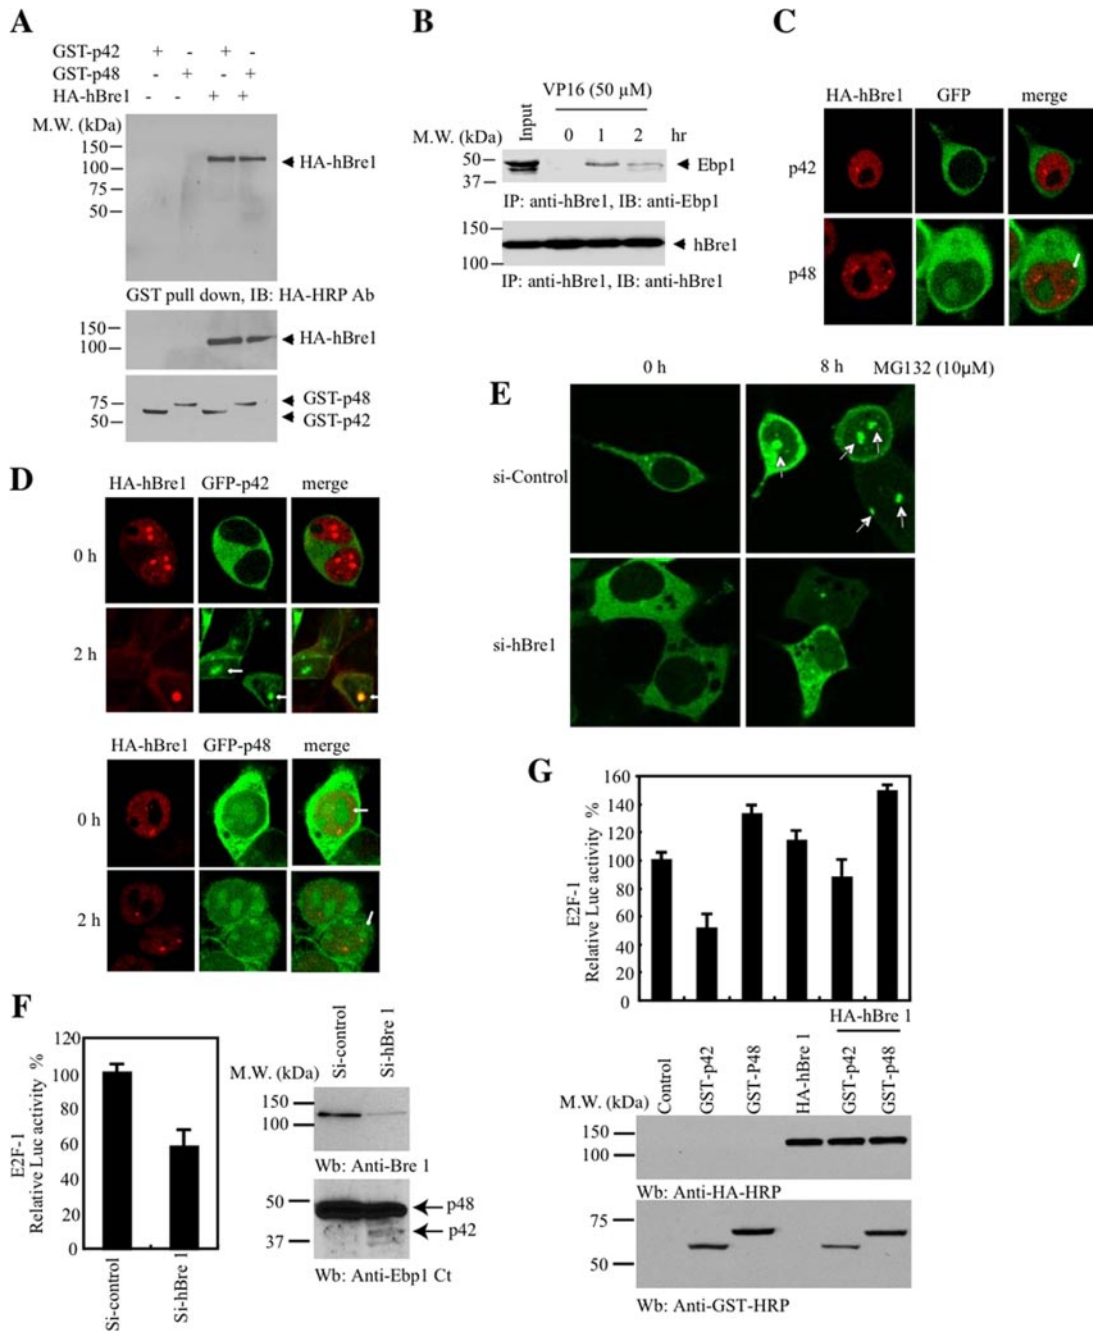 A
GST-p42 + - + -
GST-p48 - + - +
HA-hBre1 - - + +
M.W. (kDa)
150
100
75
50
HA-hBre1
GST pull down, IB: HA-HRP Ab
150
100
HA-hBre1
75
50
GST-p48
GST-p42
B
VP16 (50 µM)
M.W. (kDa) Input 0 1 2 hr
50
37
Ebp1
IP: anti-hBre1, IB: anti-Ebp1
150
100
hBre1
IP: anti-hBre1, IB: anti-hBre1
C
HA-hBre1 GFP merge
p42
p48
D
HA-hBre1 GFP-p42 merge
0 h
2 h
HA-hBre1 GFP-p48 merge
0 h
2 h
E
0 h 8 h MG132 (10µM)
si-Control
si-hBre1
F
120
100
80
60
40
20
0
E2F-1
Relative Luc activity %
Si-control
Si-hBre 1
Si-control
Si-hBre 1
M.W. (kDa)
150
100
Wb: Anti-Bre 1
50
37
p48
p42
Wb: Anti-Ebp1 Ct
G
160
140
120
100
80
60
40
20
0
E2F-1
Relative Luc activity %
HA-hBre 1
Control
GST-p42
GST-P48
HA-hBre 1
GST-p42
GST-p48
M.W. (kDa)
150
100
Wb: Anti-HA-HRP
75
50
Wb: Anti-GST-HRP